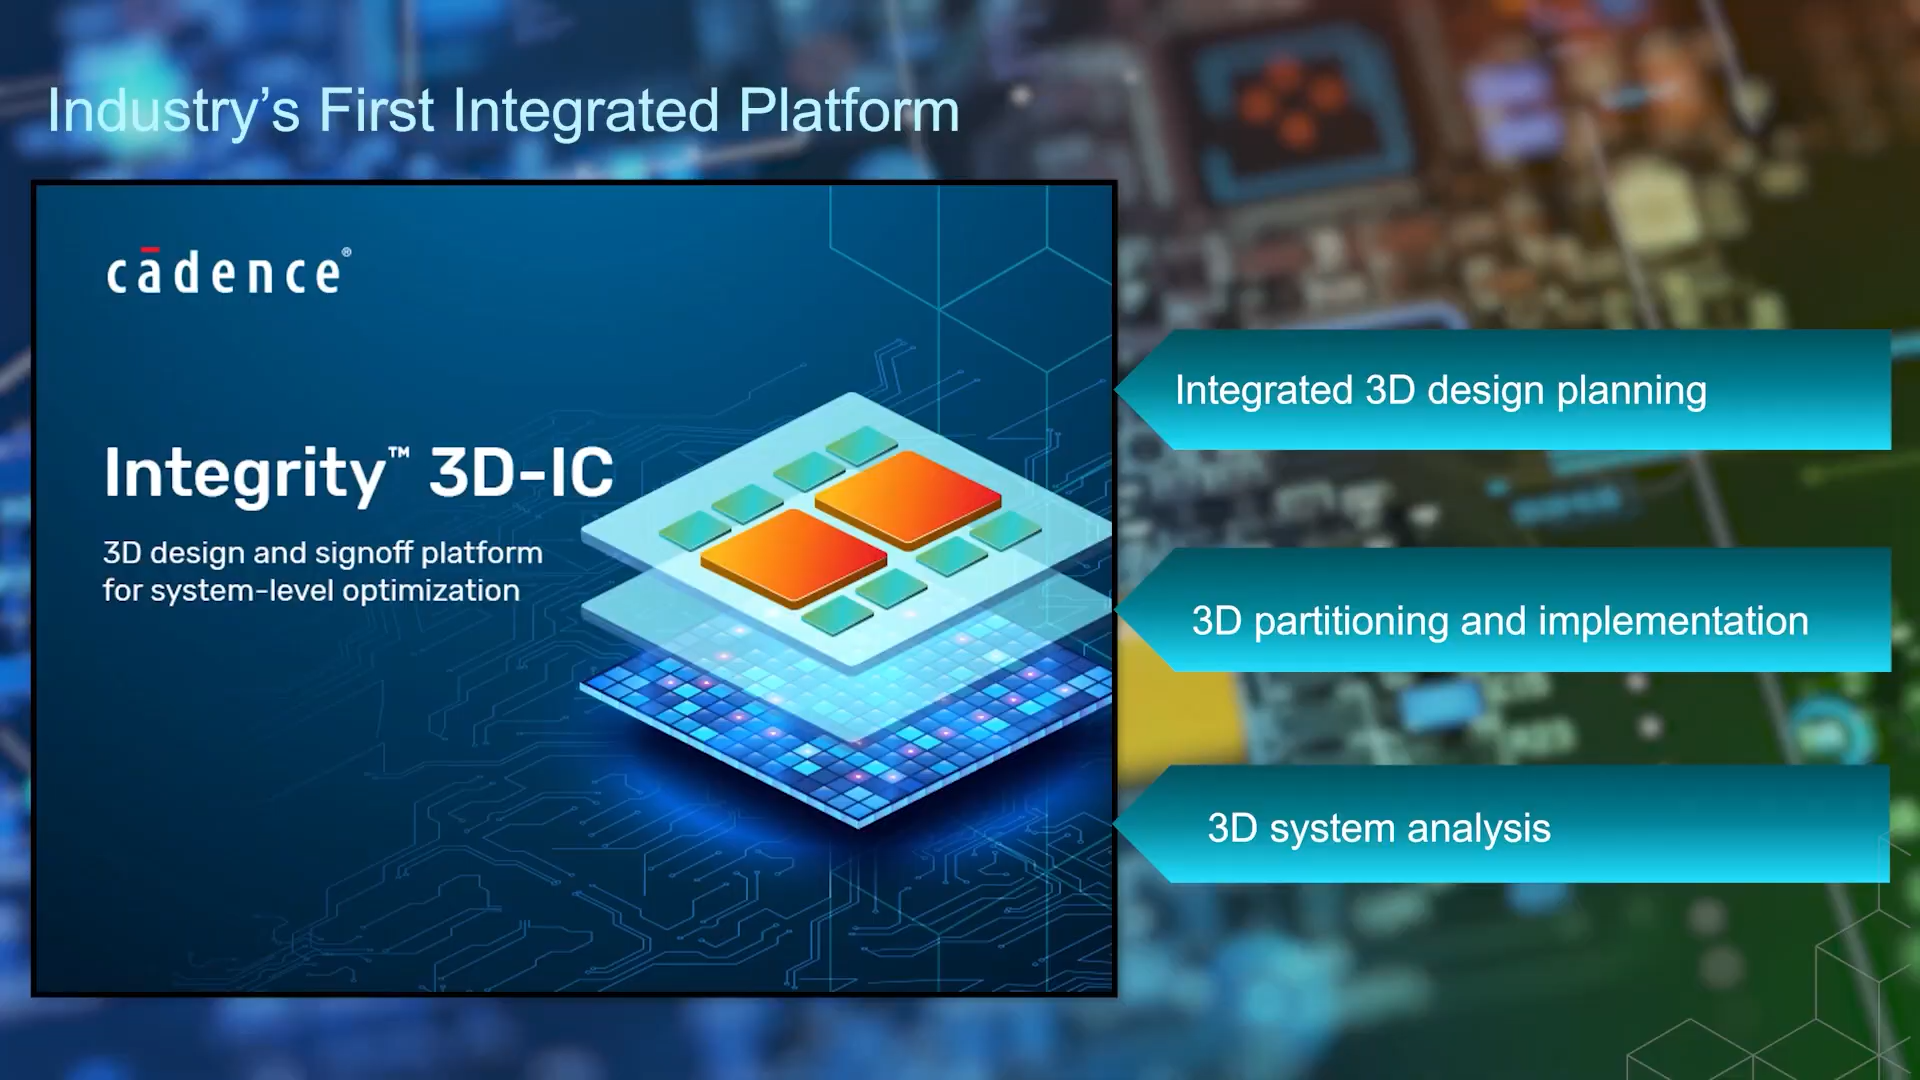 Industry's First Integrated Platform
cādence®
Integrity™ 3D-IC
3D design and signoff platform
for system-level optimization
Integrated 3D design planning
3D partitioning and implementation
3D system analysis